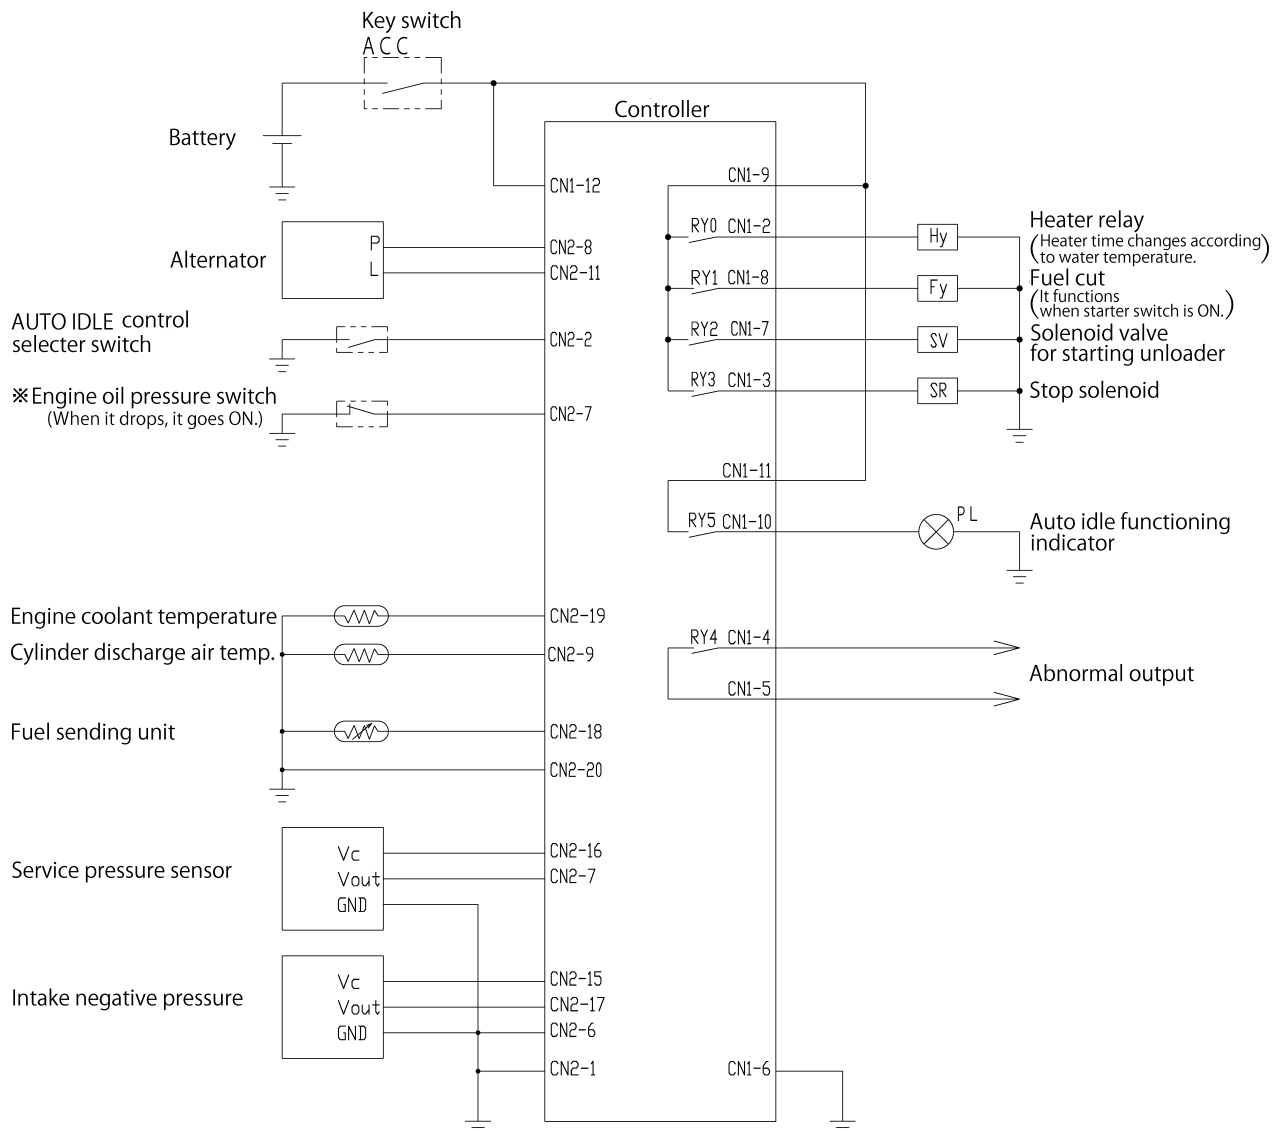 Key switch
ACC
Controller
Battery
CN1-12
CN1-9
Alternator
P
L
CN2-8
CN2-11
RY0 CN1-2
Hy
Heater relay
(Heater time changes according)
to water temperature.
RY1 CN1-8
Fy
Fuel cut
(It functions
when starter switch is ON.)
AUTO IDLE control
selecter switch
CN2-2
RY2 CN1-7
SV
Solenoid valve
for starting unloader
※Engine oil pressure switch
(When it drops, it goes ON.)
CN2-7
RY3 CN1-3
SR
Stop solenoid
CN1-11
RY5 CN1-10
PL
Auto idle functioning
indicator
Engine coolant temperature
CN2-19
Cylinder discharge air temp.
CN2-9
RY4 CN1-4
CN1-5
Abnormal output
Fuel sending unit
CN2-18
CN2-20
Service pressure sensor
Vc
Vout
GND
CN2-16
CN2-7
Intake negative pressure
Vc
Vout
GND
CN2-15
CN2-17
CN2-6
CN2-1
CN1-6